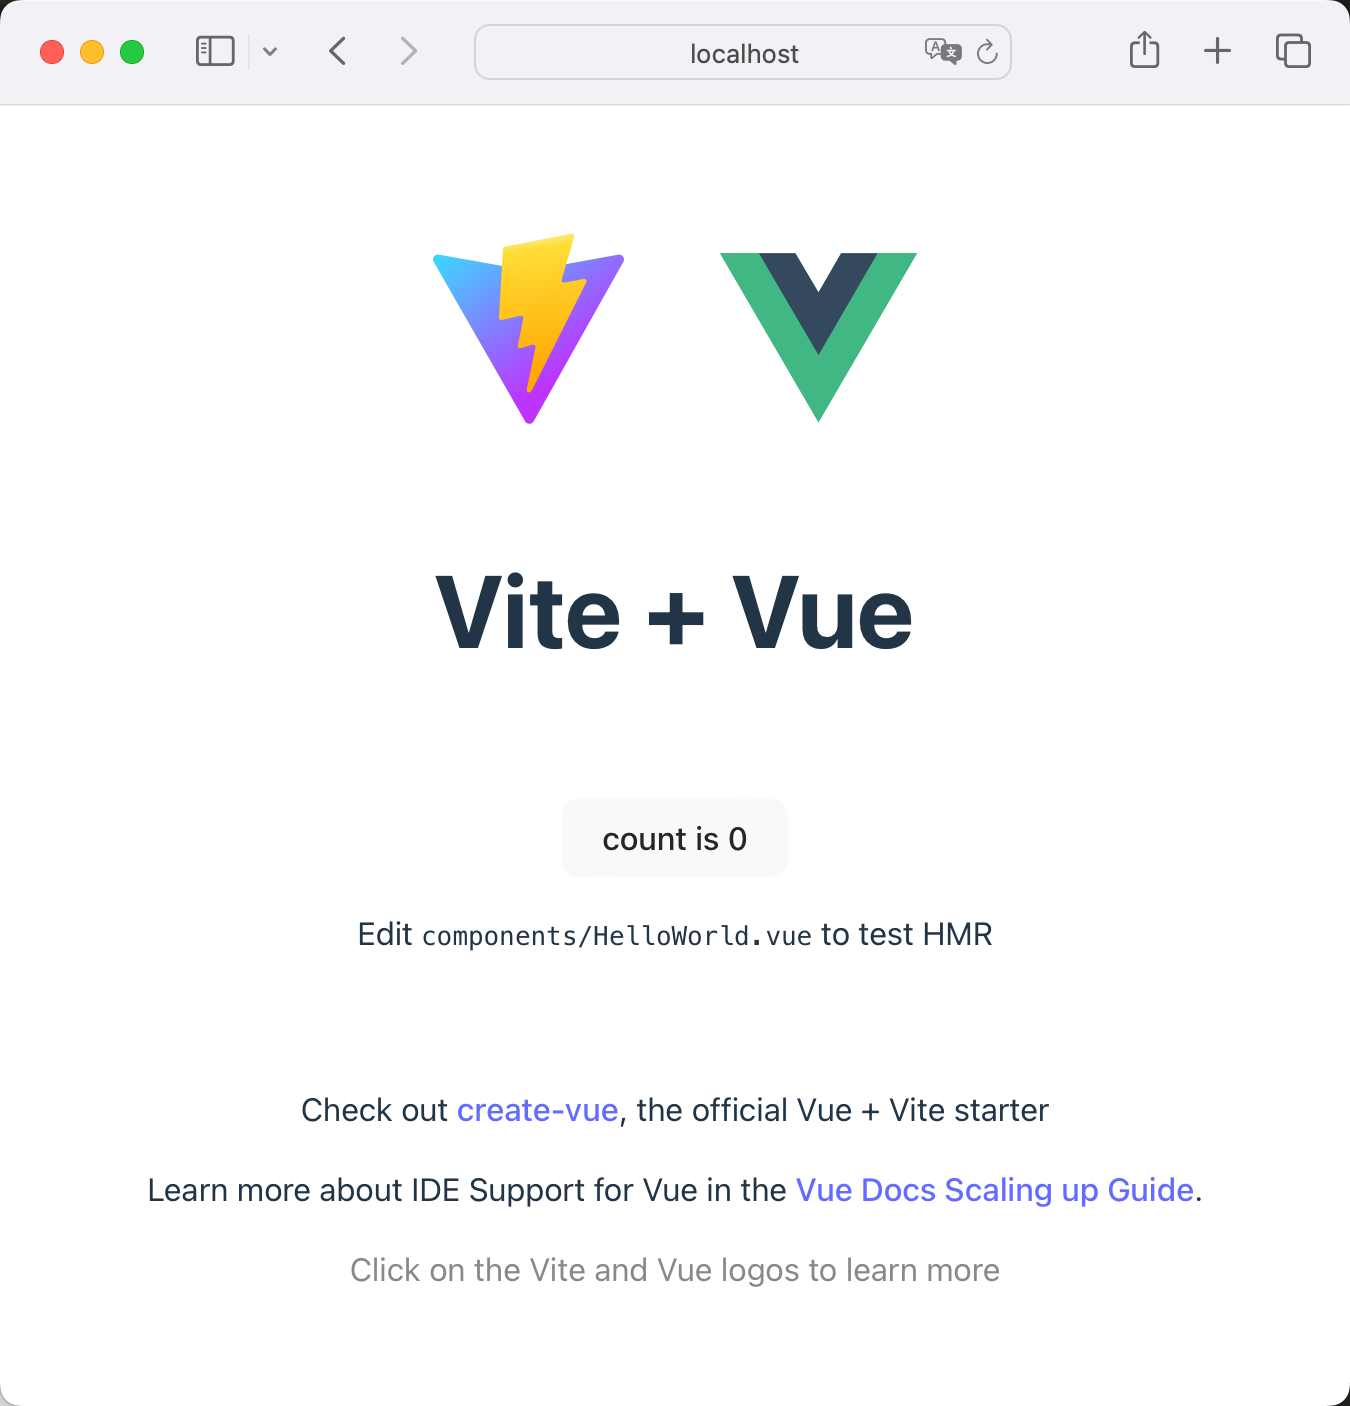 localhost
Vite + Vue
count is 0
Edit components/HelloWorld.vue to test HMR
Check out create-vue, the official Vue + Vite starter
Learn more about IDE Support for Vue in the Vue Docs Scaling up Guide.
Click on the Vite and Vue logos to learn more